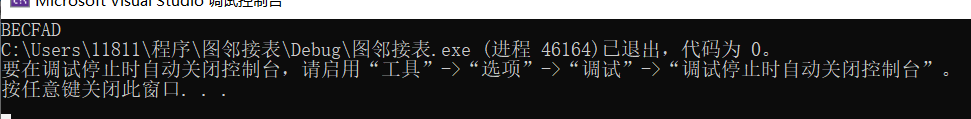 Microsoft Visual Studio 调试控制台
BECFAD
C:\Users\11811\程序\图邻接表\Debug\图邻接表.exe (进程 46164)已退出，代码为 0。
要在调试停止时自动关闭控制台，请启用“工具”->“选项”->“调试”->“调试停止时自动关闭控制台”。
按任意键关闭此窗口. . .